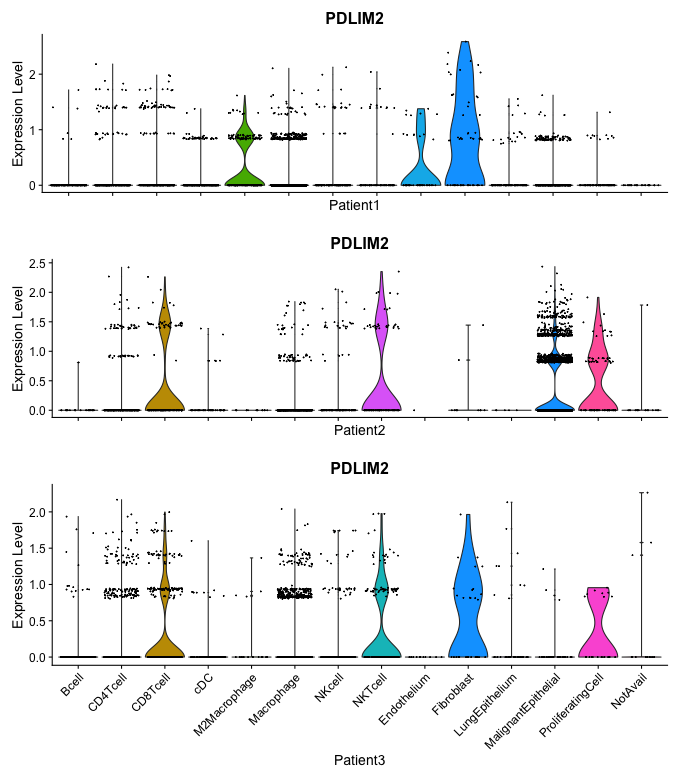 PDLIM2
Expression Level
2
1
0
Patient1
PDLIM2
Expression Level
2.5
2.0
1.5
1.0
0.5
0.0
Patient2
PDLIM2
Expression Level
2.0
1.5
1.0
0.5
0.0
Bcell
CD4Tcell
CD8Tcell
cDC
M2Macrophage
Macrophage
NKcell
NKTcell
Endothelium
Fibroblast
LungEpithelium
MalignantEpithelial
ProliferatingCell
NotAvail
Patient3